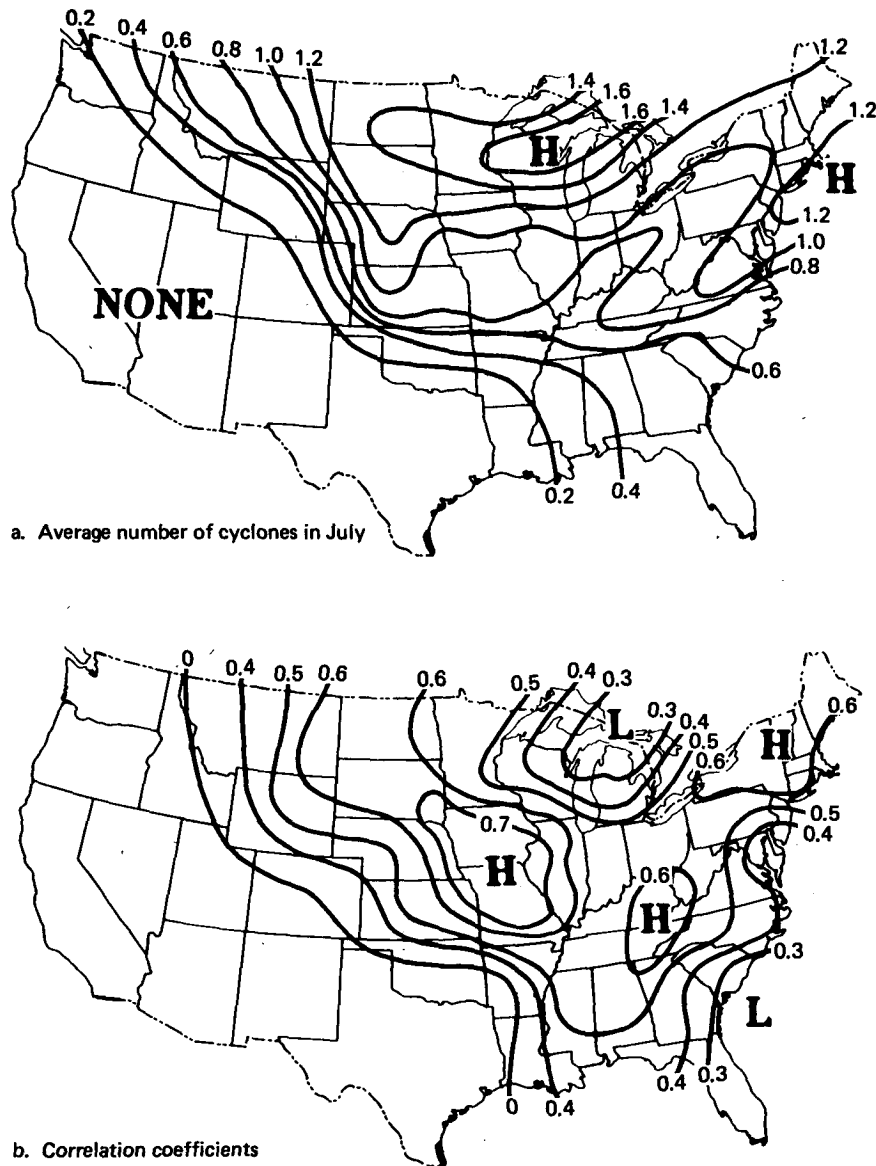 0.2 0.4 0.6 0.8 1.0 1.2 1.2
1.4
1.6
1.6 1.4
1.2
H
H
1.2
1.0
0.8
NONE
0.6
0.2 0.4
a. Average number of cyclones in July
0 0.4 0.5 0.6 0.6 0.5 0.4 0.3
0.3
L
0.4
0.5
0.6
0.6
H
0.7
0.5
0.4
H
0.6
H
0.3
L
0 0.4 0.4 0.3
b. Correlation coefficients